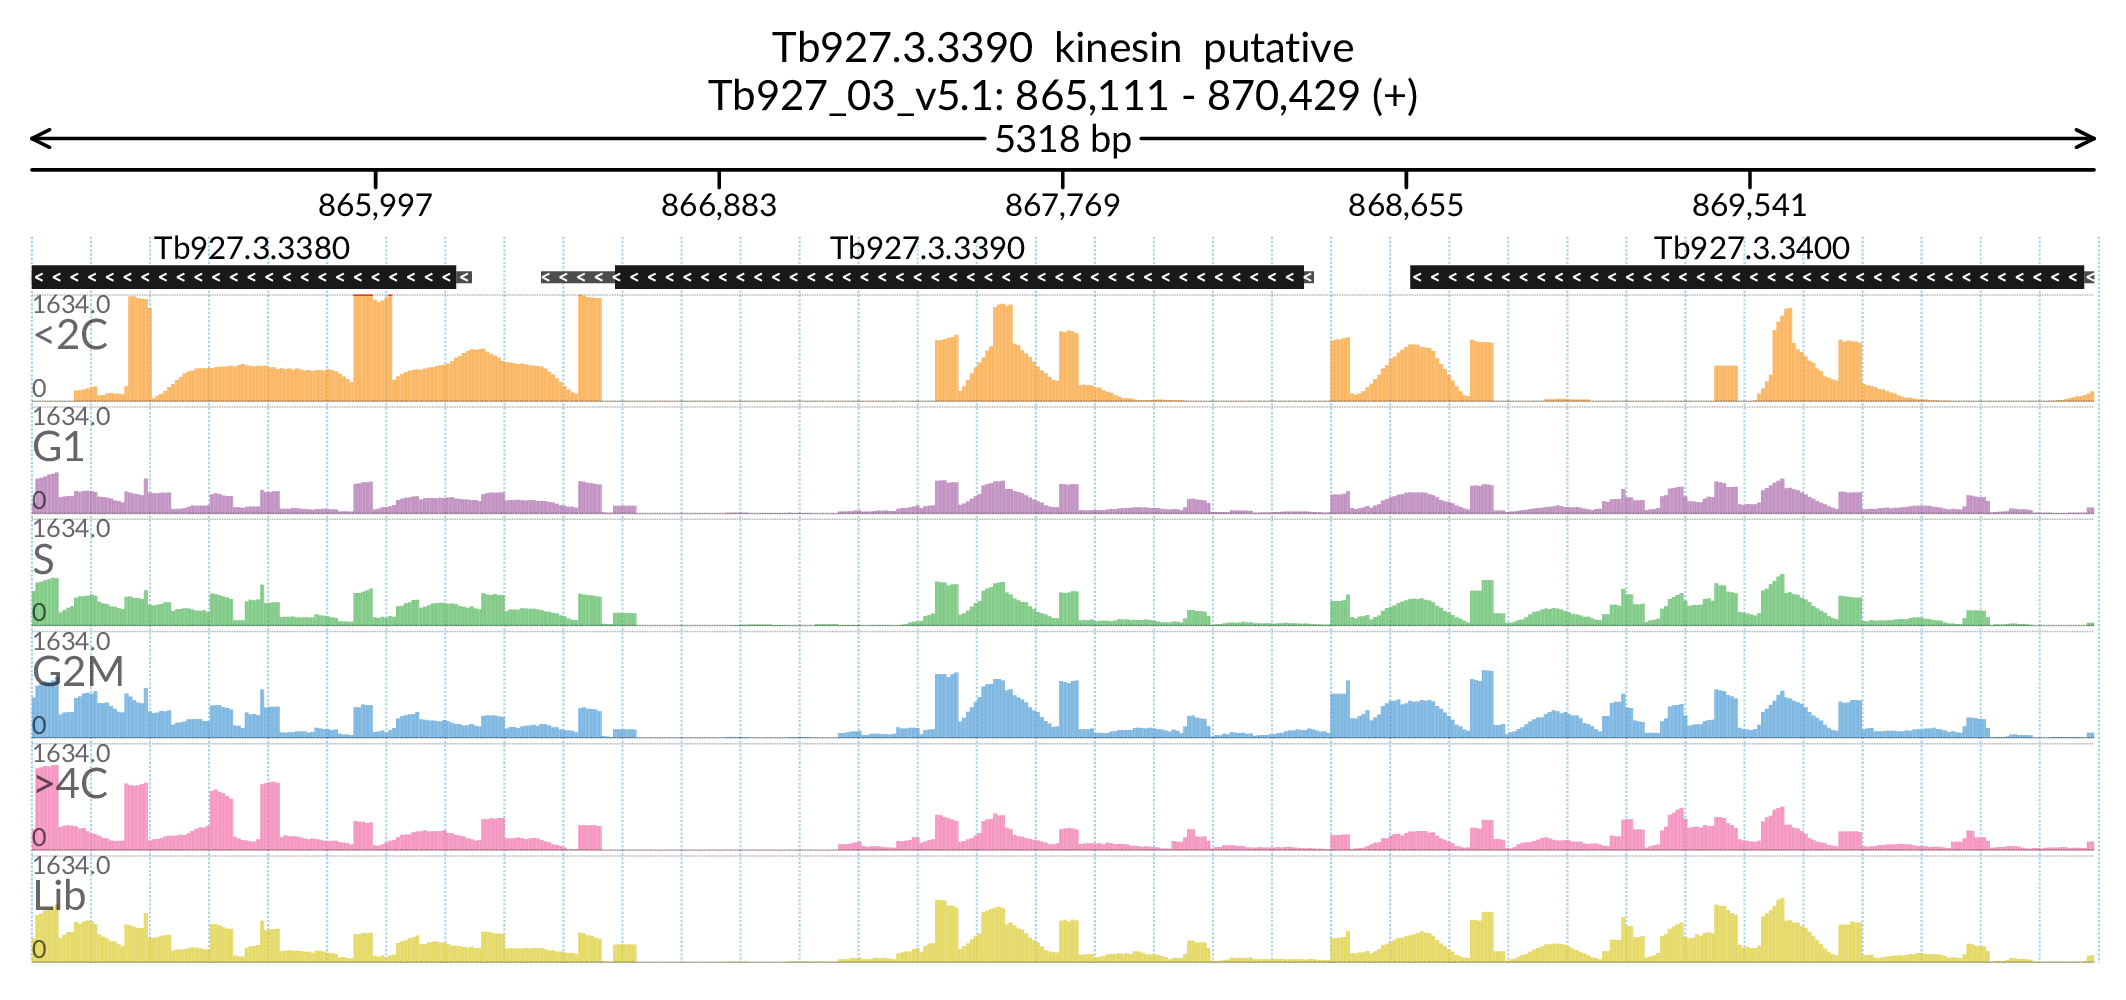 Tb927.3.3390 kinesin putative
Tb927_03_v5.1: 865,111 - 870,429 (+)
5318 bp
865,997 866,883 867,769 868,655 869,541
Tb927.3.3380 Tb927.3.3390 Tb927.3.3400
1634.0
<2C
0
1634.0
G1
0
1634.0
S
0
1634.0
G2M
0
1634.0
>4C
0
1634.0
Lib
0